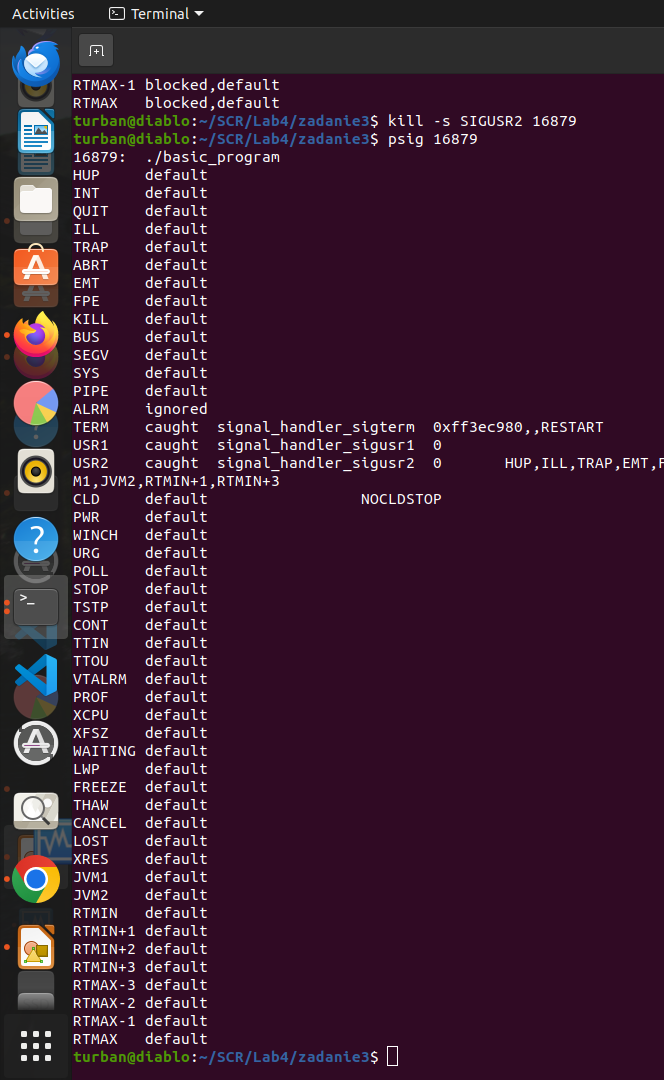 Activities
Terminal
RTMAX-1 blocked,default
RTMAX blocked,default
turban@diablo:~/SCR/Lab4/zadanie3$ kill -s SIGUSR2 16879
turban@diablo:~/SCR/Lab4/zadanie3$ psig 16879
16879: ./basic_program
HUP default
INT default
QUIT default
ILL default
TRAP default
ABRT default
EMT default
FPE default
KILL default
BUS default
SEGV default
SYS default
PIPE default
ALRM ignored
TERM caught signal_handler_sigterm 0xff3ec980,,RESTART
USR1 caught signal_handler_sigusr1 0
USR2 caught signal_handler_sigusr2 0 HUP,ILL,TRAP,EMT,F
M1,JVM2,RTMIN+1,RTMIN+3
CLD default NOCLDSTOP
PWR default
WINCH default
URG default
POLL default
STOP default
TSTP default
CONT default
TTIN default
TTOU default
VTALRM default
PROF default
XCPU default
XFSZ default
WAITING default
LWP default
FREEZE default
THAW default
CANCEL default
LOST default
XRES default
JVM1 default
JVM2 default
RTMIN default
RTMIN+1 default
RTMIN+2 default
RTMIN+3 default
RTMAX-3 default
RTMAX-2 default
RTMAX-1 default
RTMAX default
turban@diablo:~/SCR/Lab4/zadanie3$